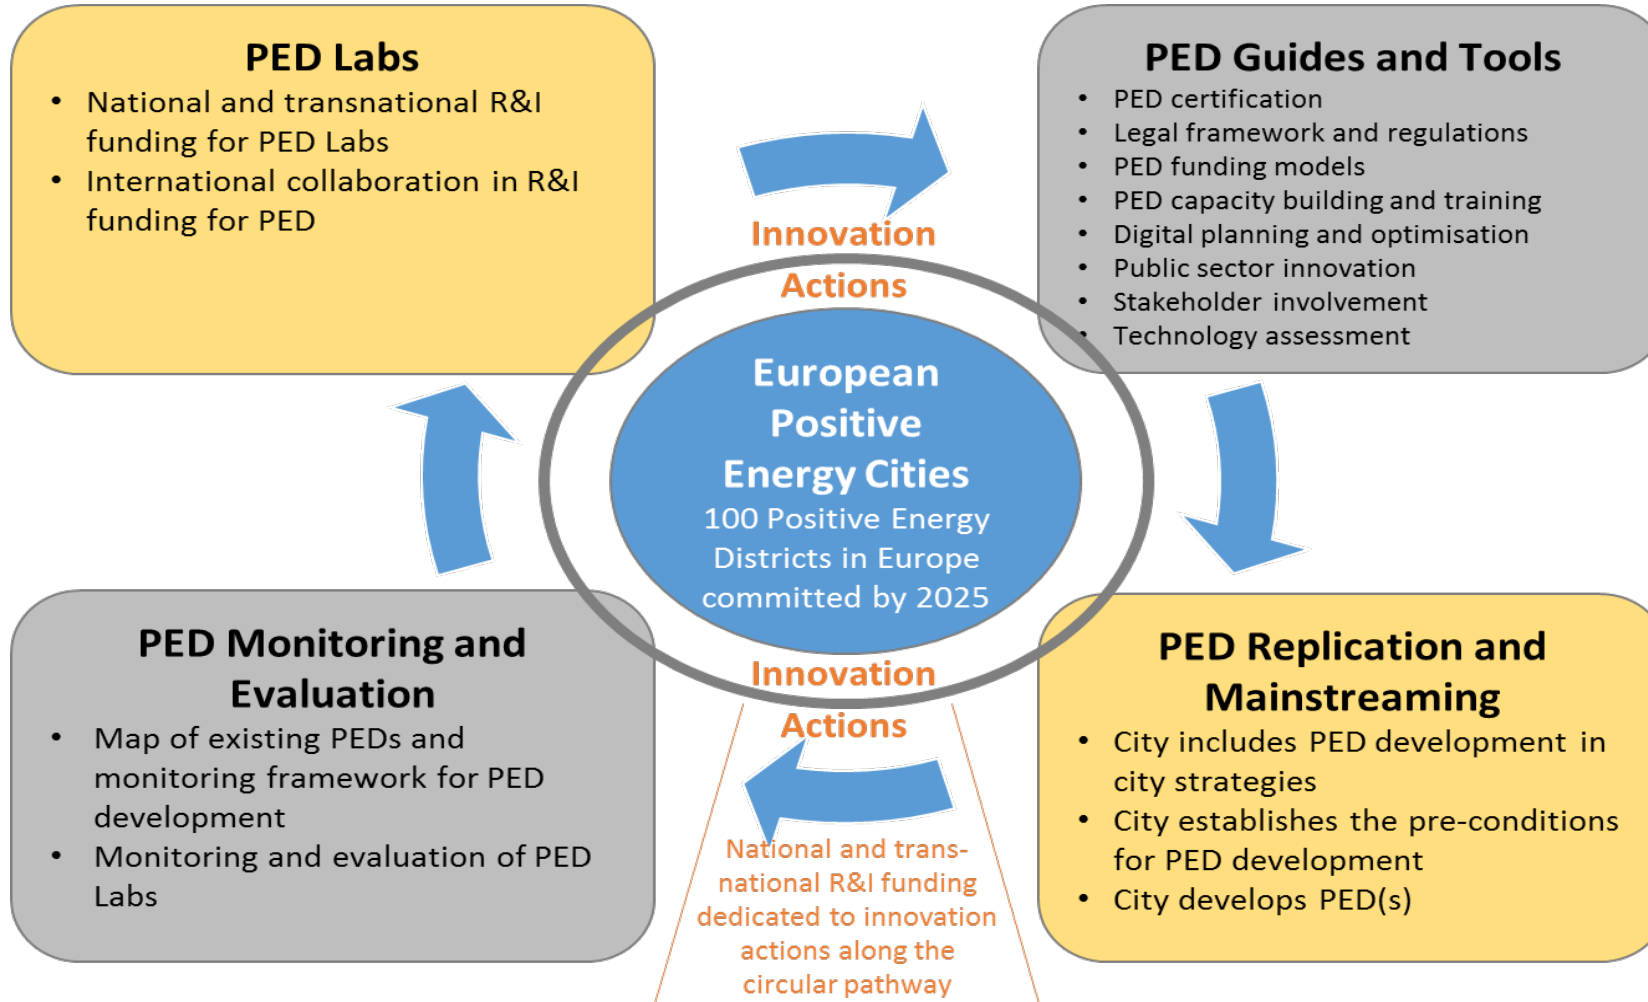 PED Labs
• National and transnational R&I
funding for PED Labs
• International collaboration in R&I
funding for PED
PED Guides and Tools
• PED certification
• Legal framework and regulations
• PED funding models
• PED capacity building and training
• Digital planning and optimisation
• Public sector innovation
• Stakeholder involvement
• Technology assessment
Innovation
Actions
European
Positive
Energy Cities
100 Positive Energy
Districts in Europe
committed by 2025
Innovation
Actions
National and trans-
national R&I funding
dedicated to innovation
actions along the
circular pathway
PED Monitoring and
Evaluation
• Map of existing PEDs and
monitoring framework for PED
development
• Monitoring and evaluation of PED
Labs
PED Replication and
Mainstreaming
• City includes PED development in
city strategies
• City establishes the pre-conditions
for PED development
• City develops PED(s)